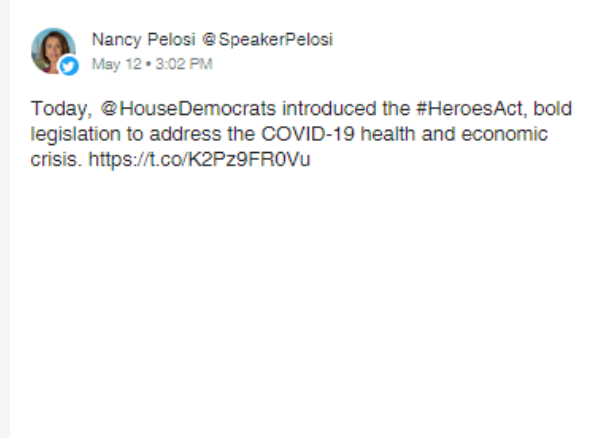 Nancy Pelosi @SpeakerPelosi
May 12 • 3:02 PM
Today, @HouseDemocrats introduced the #HeroesAct, bold
legislation to address the COVID-19 health and economic
crisis. https://t.co/K2Pz9FR0Vu